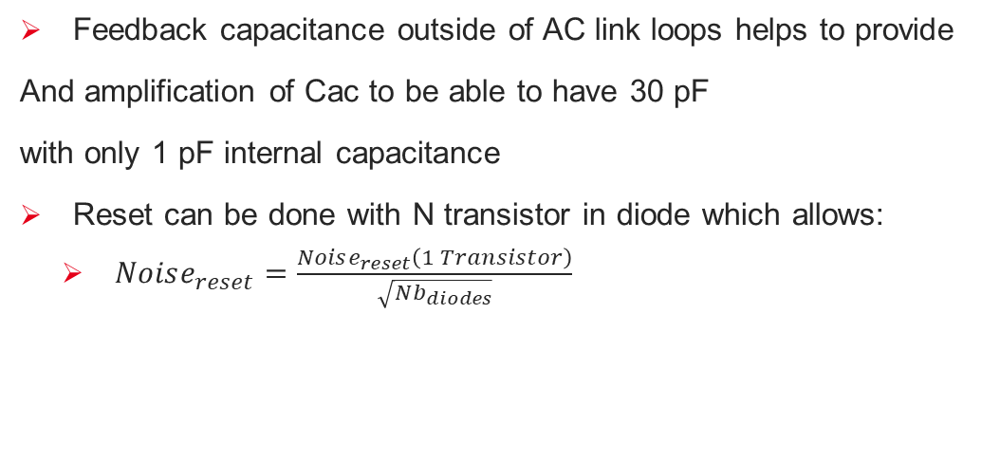 ➢ Feedback capacitance outside of AC link loops helps to provide
And amplification of Cac to be able to have 30 pF
with only 1 pF internal capacitance
➢ Reset can be done with N transistor in diode which allows:
➢ $Noise_{reset} = \frac{Noise_{reset}(1\ Transistor)}{\sqrt{Nb_{diodes}}}$